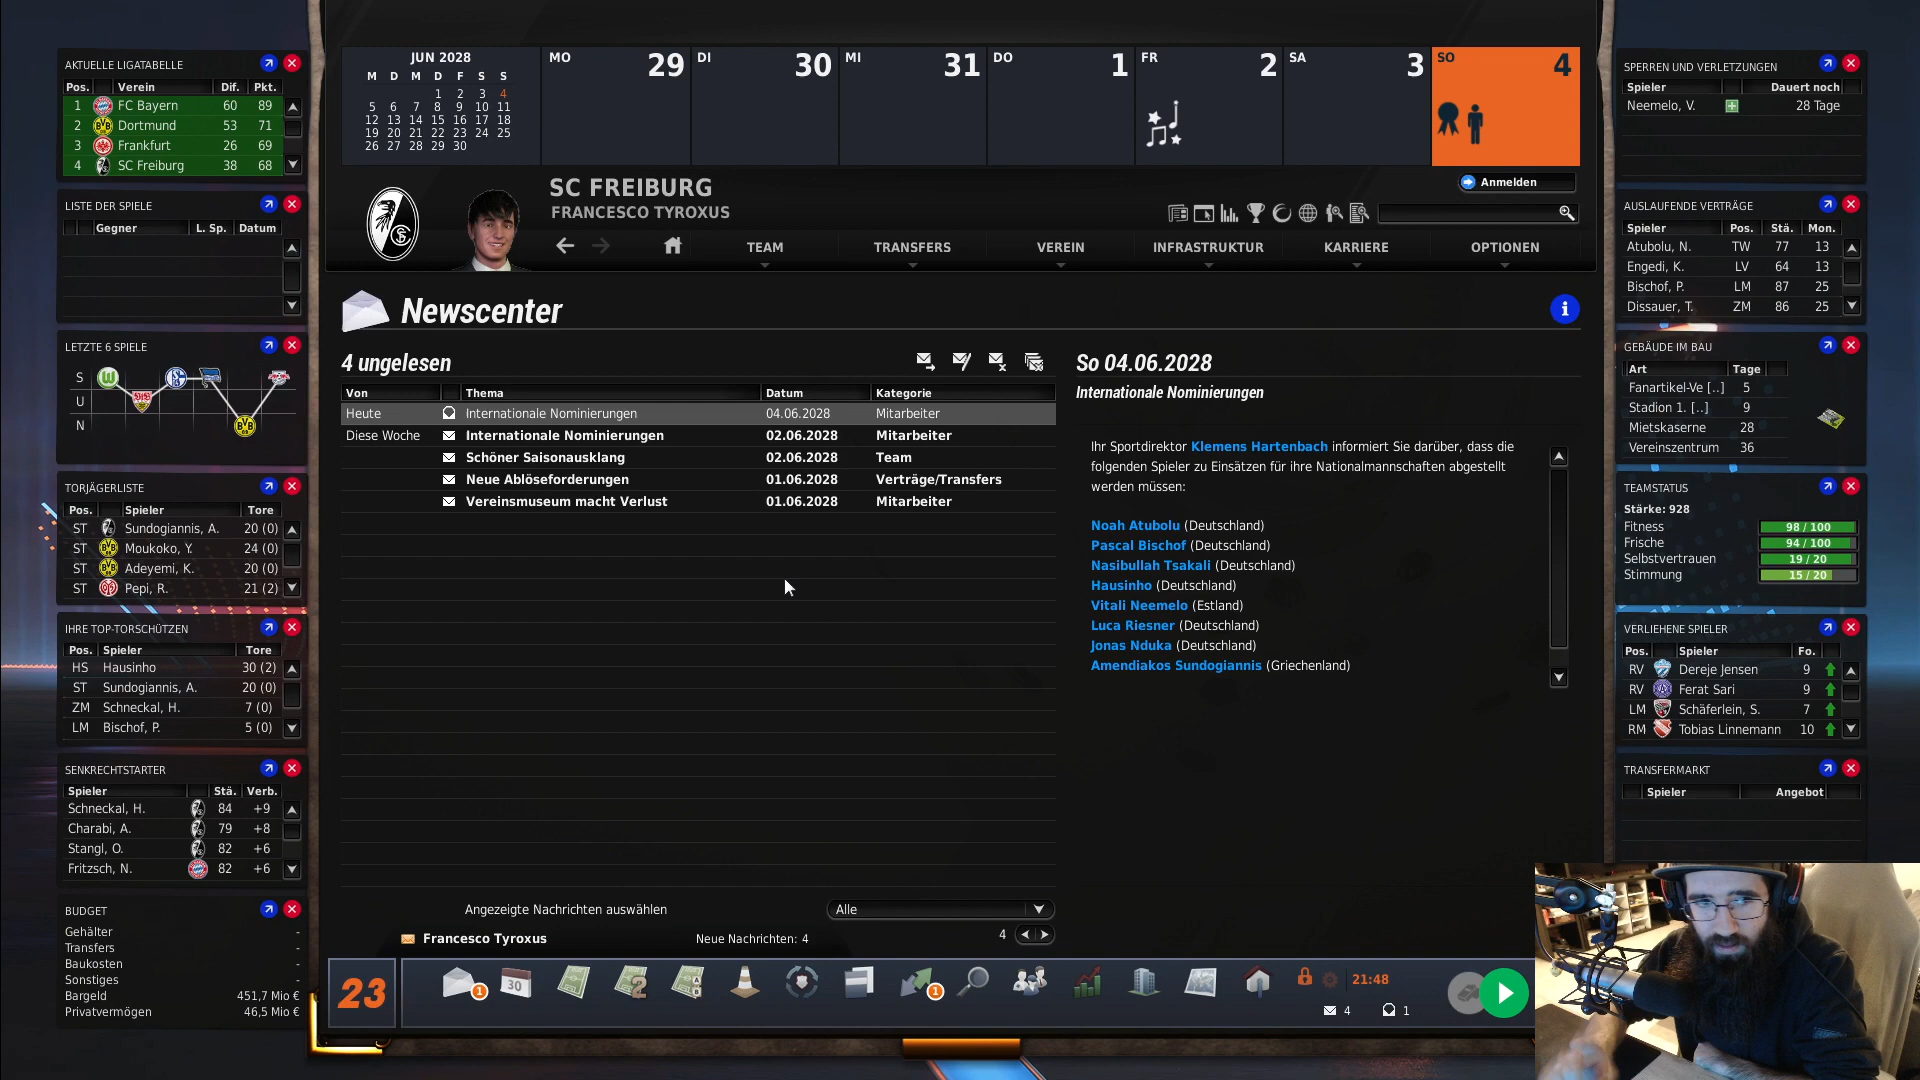 AKTUELLE LIGATABELLE
Pos. Verein Dif. Pkt.
1 FC Bayern 60 89
2 Dortmund 53 71
3 Frankfurt 26 69
4 SC Freiburg 38 68
LISTE DER SPIELE
Gegner L. Sp. Datum
LETZTE 6 SPIELE
S
U
N
TORJÄGERLISTE
Pos. Spieler Tore
ST Sundogiannis, A. 20 (0)
ST Moukoko, Y. 24 (0)
ST Adeyemi, K. 20 (0)
ST Pepi, R. 21 (2)
IHRE TOP-TORSCHÜTZEN
Pos. Spieler Tore
HS Hausinho 30 (2)
ST Sundogiannis, A. 20 (0)
ZM Schneckal, H. 7 (0)
LM Bischof, P. 5 (0)
SENKRECHTSTARTER
Spieler Stä. Verb.
Schneckal, H. 84 +9
Charabi, A. 79 +8
Stangl, O. 82 +6
Fritzsch, N. 82 +6
BUDGET
Gehälter -
Transfers -
Baukosten -
Sonstiges -
Bargeld 451,7 Mio €
Privatvermögen 46,5 Mio €
JUN 2028
M D M D F S S
1 2 3 4
5 6 7 8 9 10 11
12 13 14 15 16 17 18
19 20 21 22 23 24 25
26 27 28 29 30
MO 29
DI 30
MI 31
DO 1
FR 2
SA 3
SO 4
SC FREIBURG
FRANCESCO TYROXUS
Anmelden
TEAM TRANSFERS VEREIN INFRASTRUKTUR KARRIERE OPTIONEN
Newscenter
4 ungelesen
Von Thema Datum Kategorie
Heute Internationale Nominierungen 04.06.2028 Mitarbeiter
Diese Woche Internationale Nominierungen 02.06.2028 Mitarbeiter
Schöner Saisonausklang 02.06.2028 Team
Neue Ablöseforderungen 01.06.2028 Verträge/Transfers
Vereinsmuseum macht Verlust 01.06.2028 Mitarbeiter
Angezeigte Nachrichten auswählen Alle
Francesco Tyroxus Neue Nachrichten: 4 4
So 04.06.2028
Internationale Nominierungen
Ihr Sportdirektor Klemens Hartenbach informiert Sie darüber, dass die
folgenden Spieler zu Einsätzen für ihre Nationalmannschaften abgestellt
werden müssen:
Noah Atubolu (Deutschland)
Pascal Bischof (Deutschland)
Nasibullah Tsakali (Deutschland)
Hausinho (Deutschland)
Vitali Neemelo (Estland)
Luca Riesner (Deutschland)
Jonas Nduka (Deutschland)
Amendiakos Sundogiannis (Griechenland)
23
1
30
2
1
21:48
4 1
SPERREN UND VERLETZUNGEN
Spieler Dauert noch
Neemelo, V. 28 Tage
AUSLAUFENDE VERTRÄGE
Spieler Pos. Stä. Mon.
Atubolu, N. TW 77 13
Engedi, K. LV 64 13
Bischof, P. LM 87 25
Dissauer, T. ZM 86 25
GEBÄUDE IM BAU
Art Tage
Fanartikel-Ve [..] 5
Stadion 1. [..] 9
Mietskaserne 28
Vereinszentrum 36
TEAMSTATUS
Stärke: 928
Fitness 98 / 100
Frische 94 / 100
Selbstvertrauen 19 / 20
Stimmung 15 / 20
VERLIEHENE SPIELER
Pos. Spieler Fo.
RV Dereje Jensen 9
RV Ferat Sari 9
LM Schäferlein, S. 7
RM Tobias Linnemann 10
TRANSFERMARKT
Spieler Angebot